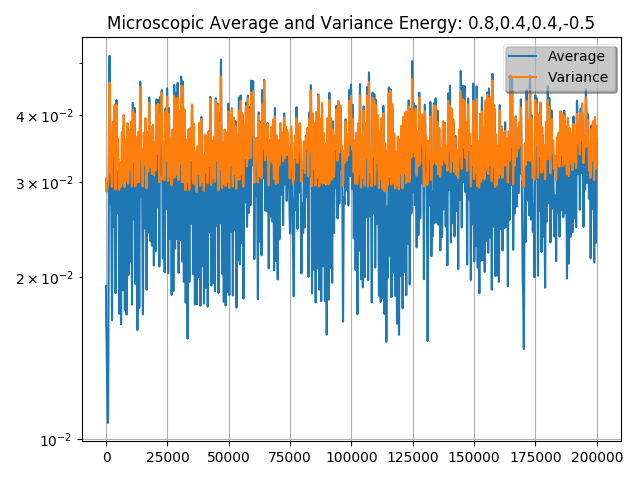 Microscopic Average and Variance Energy: 0.8,0.4,0.4,-0.5
Average
Variance
4 × 10⁻²
3 × 10⁻²
2 × 10⁻²
10⁻²
0 25000 50000 75000 100000 125000 150000 175000 200000